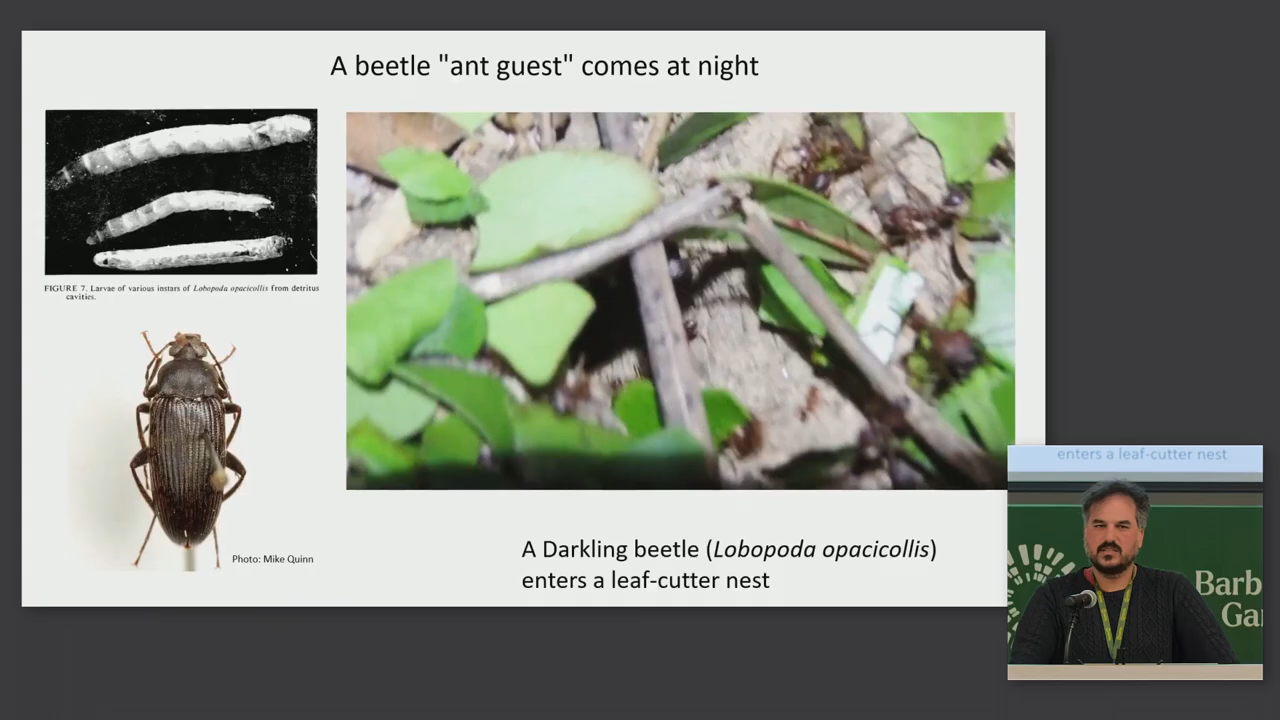 A beetle "ant guest" comes at night
FIGURE 7. Larvae of various instars of Lobopoda opacicollis from detritus
cavities.
Photo: Mike Quinn
A Darkling beetle (Lobopoda opacicollis)
enters a leaf-cutter nest
enters a leaf-cutter nest
Barb
Ga